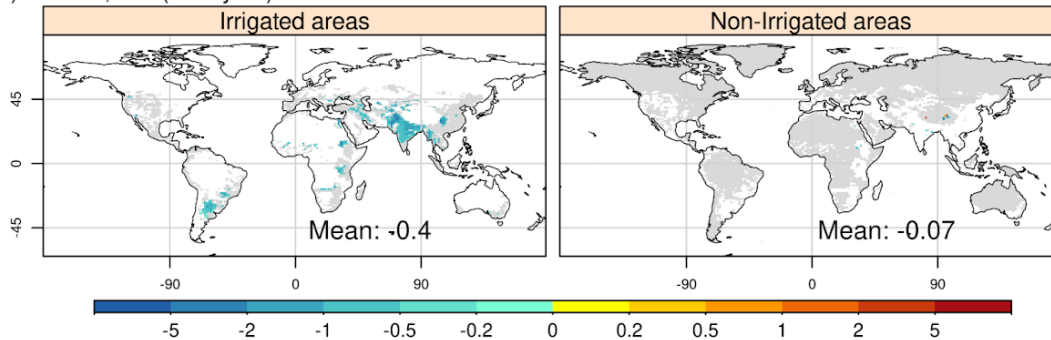 Irrigated areas Non-Irrigated areas
45
0
-45
Mean: -0.4 Mean: -0.07
-90 0 90 -90 0 90
-5 -2 -1 -0.5 -0.2 0 0.2 0.5 1 2 5